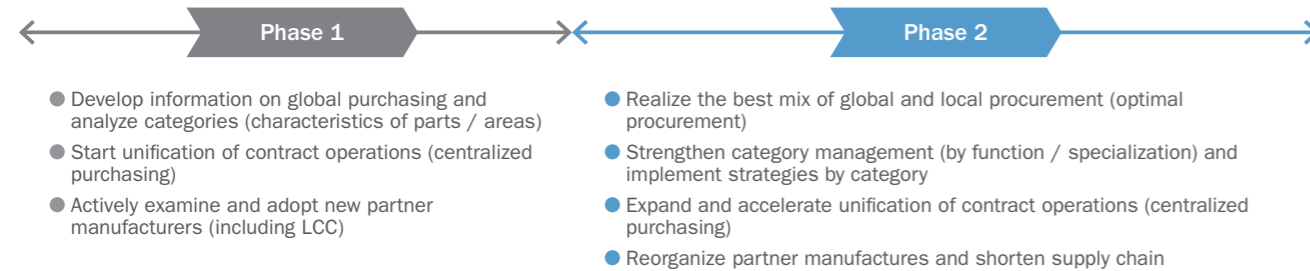 Phase 1
Phase 2
● Develop information on global purchasing and
analyze categories (characteristics of parts / areas)
● Start unification of contract operations (centralized
purchasing)
● Actively examine and adopt new partner
manufacturers (including LCC)
● Realize the best mix of global and local procurement (optimal
procurement)
● Strengthen category management (by function / specialization) and
implement strategies by category
● Expand and accelerate unification of contract operations (centralized
purchasing)
● Reorganize partner manufactures and shorten supply chain